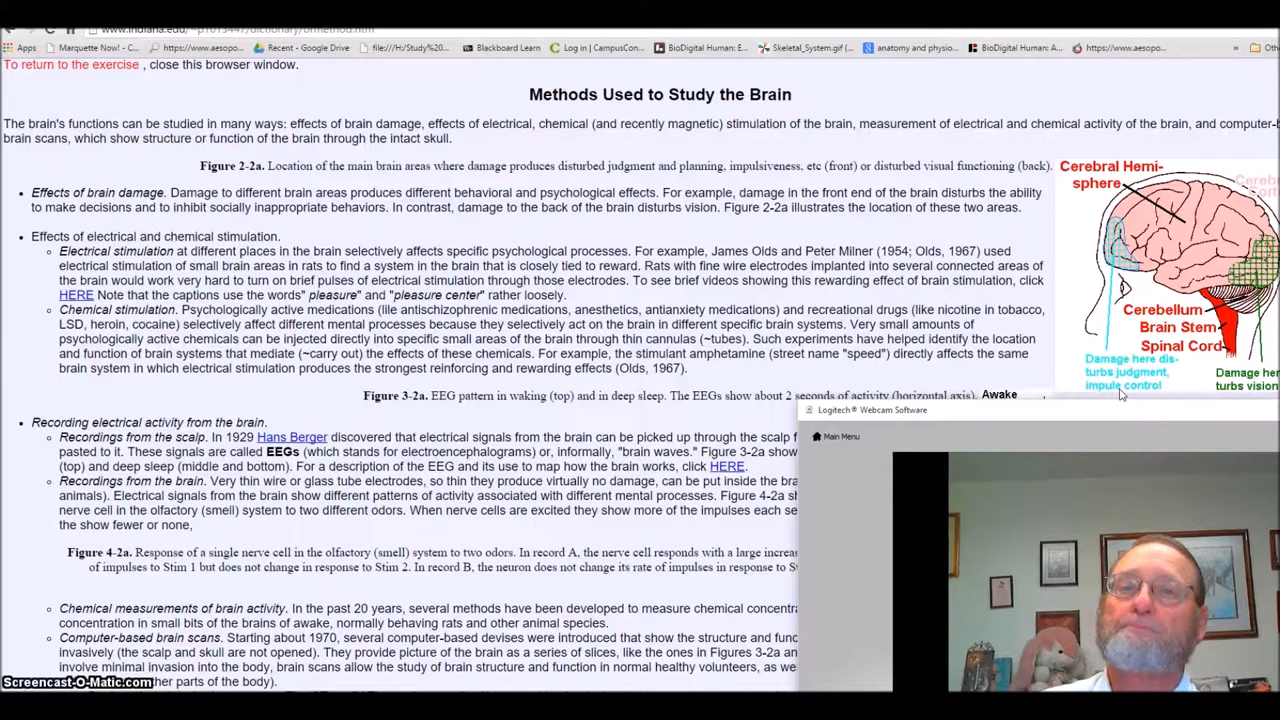 www.indiana.edu/~p1013447/dictionary/brmethod.htm
Apps Marquette Now! - C... https://www.aesopo... Recent - Google Drive file:///H:/Study%20... Blackboard Learn Log in | CampusCon... BioDigital Human: E... Skeletal_System.gif (... anatomy and physio... BioDigital Human: A... https://www.aesopo... » Oth
To return to the exercise , close this browser window.
Methods Used to Study the Brain
The brain's functions can be studied in many ways: effects of brain damage, effects of electrical, chemical (and recently magnetic) stimulation of the brain, measurement of electrical and chemical activity of the brain, and computer-b
brain scans, which show structure or function of the brain through the intact skull.
Figure 2-2a. Location of the main brain areas where damage produces disturbed judgment and planning, impulsiveness, etc (front) or disturbed visual functioning (back).
Effects of brain damage. Damage to different brain areas produces different behavioral and psychological effects. For example, damage in the front end of the brain disturbs the ability
to make decisions and to inhibit socially inappropriate behaviors. In contrast, damage to the back of the brain disturbs vision. Figure 2-2a illustrates the location of these two areas.
Effects of electrical and chemical stimulation.
Electrical stimulation at different places in the brain selectively affects specific psychological processes. For example, James Olds and Peter Milner (1954; Olds, 1967) used
electrical stimulation of small brain areas in rats to find a system in the brain that is closely tied to reward. Rats with fine wire electrodes implanted into several connected areas of
the brain would work very hard to turn on brief pulses of electrical stimulation through those electrodes. To see brief videos showing this rewarding effect of brain stimulation, click
HERE Note that the captions use the words" pleasure" and "pleasure center" rather loosely.
Chemical stimulation. Psychologically active medications (lile antischizophrenic medications, anesthetics, antianxiety medications) and recreational drugs (like nicotine in tobacco,
LSD, heroin, cocaine) selectively affect different mental processes because they selectively act on the brain in different specific brain systems. Very small amounts of
psychologically active chemicals can be injected directly into specific small areas of the brain through thin cannulas (~tubes). Such experiments have helped identify the location
and function of brain systems that mediate (~carry out) the effects of these chemicals. For example, the stimulant amphetamine (street name "speed") directly affects the same
brain system in which electrical stimulation produces the strongest reinforcing and rewarding effects (Olds, 1967).
Cerebral Hemi-
sphere
Cerebellum
Brain Stem
Spinal Cord
Damage here dis-
turbs judgment,
impule control
Damage her
turbs vision
Figure 3-2a. EEG pattern in waking (top) and in deep sleep. The EEGs show about 2 seconds of activity (horizontal axis). Awake
Recording electrical activity from the brain.
Recordings from the scalp. In 1929 Hans Berger discovered that electrical signals from the brain can be picked up through the scalp f
pasted to it. These signals are called EEGs (which stands for electroencephalograms) or, informally, "brain waves." Figure 3-2a show
(top) and deep sleep (middle and bottom). For a description of the EEG and its use to map how the brain works, click HERE.
Recordings from the brain. Very thin wire or glass tube electrodes, so thin they produce virtually no damage, can be put inside the bra
animals). Electrical signals from the brain show different patterns of activity associated with different mental processes. Figure 4-2a sh
nerve cell in the olfactory (smell) system to two different odors. When nerve cells are excited they show more of the impulses each se
the show fewer or none,
Figure 4-2a. Response of a single nerve cell in the olfactory (smell) system to two odors. In record A, the nerve cell responds with a large increas
of impulses to Stim 1 but does not change in response to Stim 2. In record B, the neuron does not change its rate of impulses in response to St
Chemical measurements of brain activity. In the past 20 years, several methods have been developed to measure chemical concentra
concentration in small bits of the brains of awake, normally behaving rats and other animal species.
Computer-based brain scans. Starting about 1970, several computer-based devises were introduced that show the structure and func
invasively (the scalp and skull are not opened). They provide picture of the brain as a series of slices, like the ones in Figures 3-2a and
involve minimal invasion into the body, brain scans allow the study of brain structure and function in normal healthy volunteers, as we
ther parts of the body).
Logitech® Webcam Software
Main Menu
Screencast-O-Matic.com